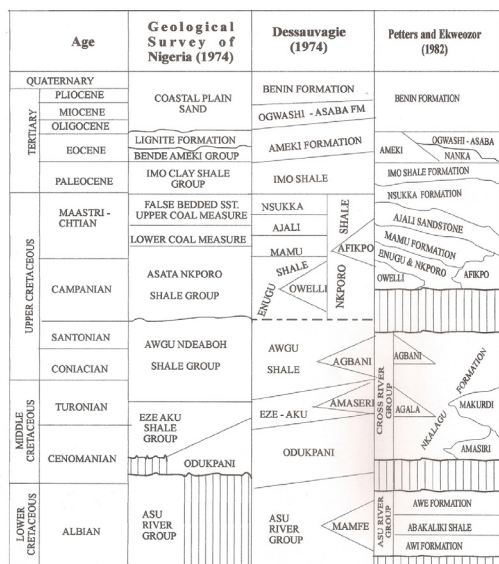 Age
Geological
Survey of
Nigeria (1974)
Dessauvagie
(1974)
Petters and Ekweozor
(1982)
TERTIARY
UPPER CRETACEOUS
MIDDLE
CRETACEOUS
LOWER
CRETACEOUS
QUATERNARY
PLIOCENE
MIOCENE
OLIGOCENE
EOCENE
PALEOCENE
MAASTRI -
CHTIAN
CAMPANIAN
SANTONIAN
CONIACIAN
TURONIAN
CENOMANIAN
ALBIAN
COASTAL PLAIN
SAND
LIGNITE FORMATION
BENDE AMEKI GROUP
IMO CLAY SHALE
GROUP
FALSE BEDDED SST.
UPPER COAL MEASURE
LOWER COAL MEASURE
ASATA NKPORO
SHALE GROUP
AWGU NDEABOH
SHALE GROUP
EZE AKU
SHALE
GROUP
ODUKPANI
ASU
RIVER
GROUP
BENIN FORMATION
OGWASHI - ASABA FM
AMEKI FORMATION
IMO SHALE
NSUKKA
AJALI
MAMU
NKPORO SHALE
AFIKPO
ENUGU SHALE
OWELLI
AWGU
SHALE
AGBANI
AMASERI
EZE - AKU
ODUKPANI
ASU
RIVER
GROUP
MAMFE
BENIN FORMATION
AMEKI
OGWASHI - ASABA
NANKA
IMO SHALE FORMATION
NSUKKA FORMATION
AJALI SANDSTONE
MAMU FORMATION
ENUGU & NKPORO
OWELLI
AFIKPO
CROSS RIVER
GROUP
AGBANI
AGALA
NKALAGU FORMATION
MAKURDI
AMASIRI
ASU RIVER
GROUP
AWE FORMATION
ABAKALIKI SHALE
AWI FORMATION